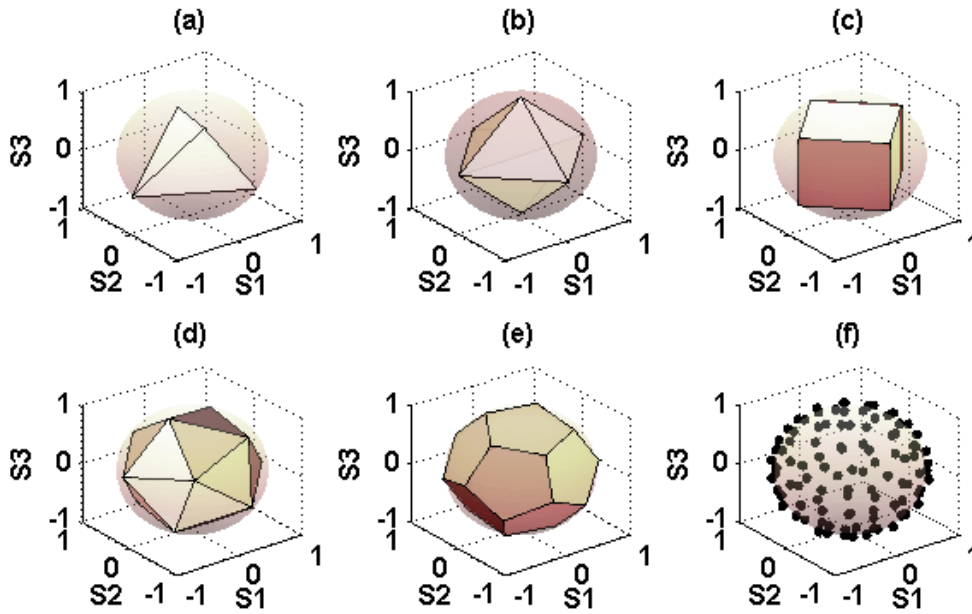 (a) (b) (c)
1 1 1
S3 0 S3 0 S3 0
-1 -1 -1
1 1 1 1 1 1
0 0 0 0 0 0
S2 -1 -1 S1 S2 -1 -1 S1 S2 -1 -1 S1
(d) (e) (f)
1 1 1
S3 0 S3 0 S3 0
-1 -1 -1
1 1 1 1 1 1
0 0 0 0 0 0
S2 -1 -1 S1 S2 -1 -1 S1 S2 -1 -1 S1